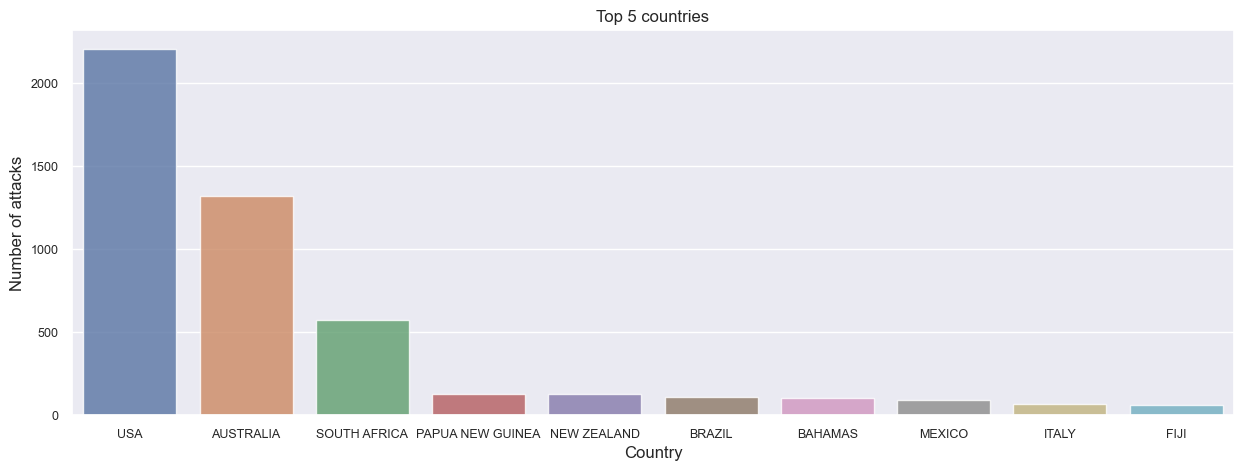 Top 5 countries
Number of attacks
2000
1500
1000
500
0
USA AUSTRALIA SOUTH AFRICA PAPUA NEW GUINEA NEW ZEALAND BRAZIL BAHAMAS MEXICO ITALY FIJI
Country